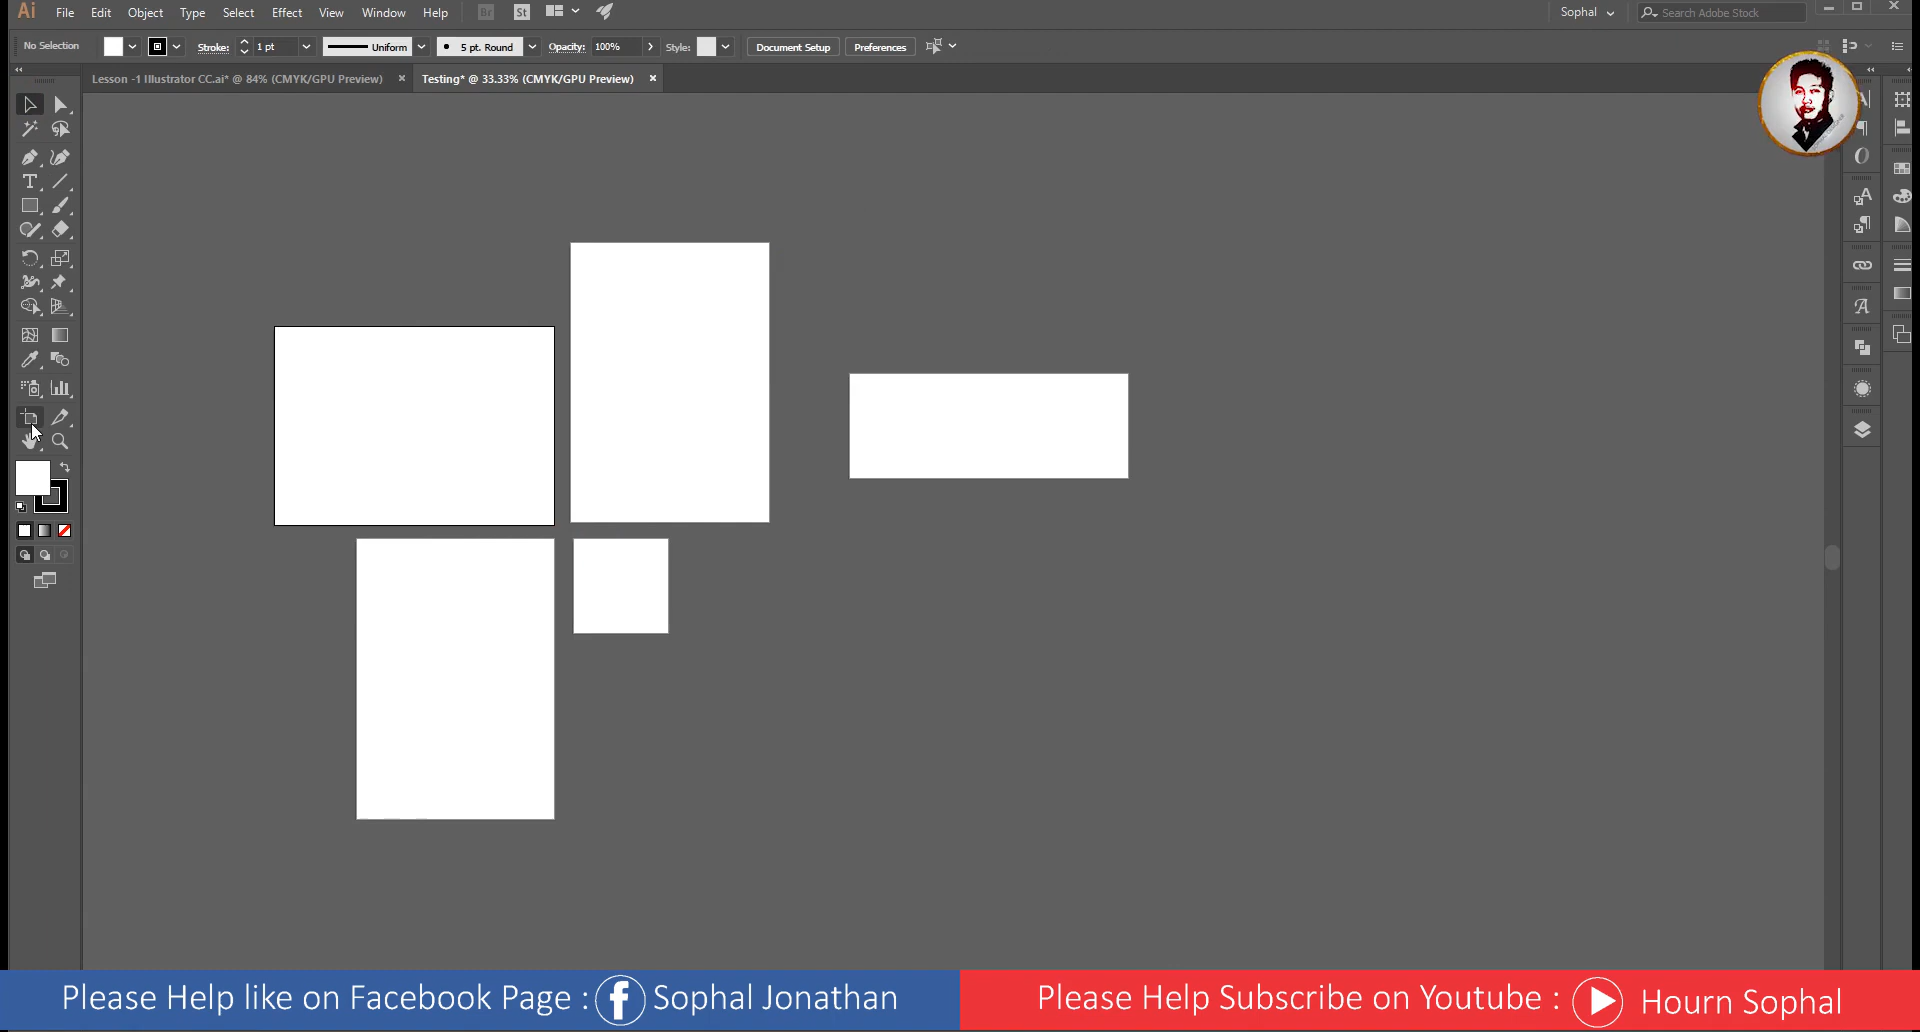 Ai File Edit Object Type Select Effect View Window Help Br St Sophal Search Adobe Stock
No Selection Stroke: 1 pt Uniform 5 pt. Round Opacity: 100% Style: Document Setup Preferences
Lesson -1 Illustrator CC.ai* @ 84% (CMYK/GPU Preview) × Testing* @ 33.33% (CMYK/GPU Preview) ×
Please Help like on Facebook Page : f Sophal Jonathan
Please Help Subscribe on Youtube : Hourn Sophal